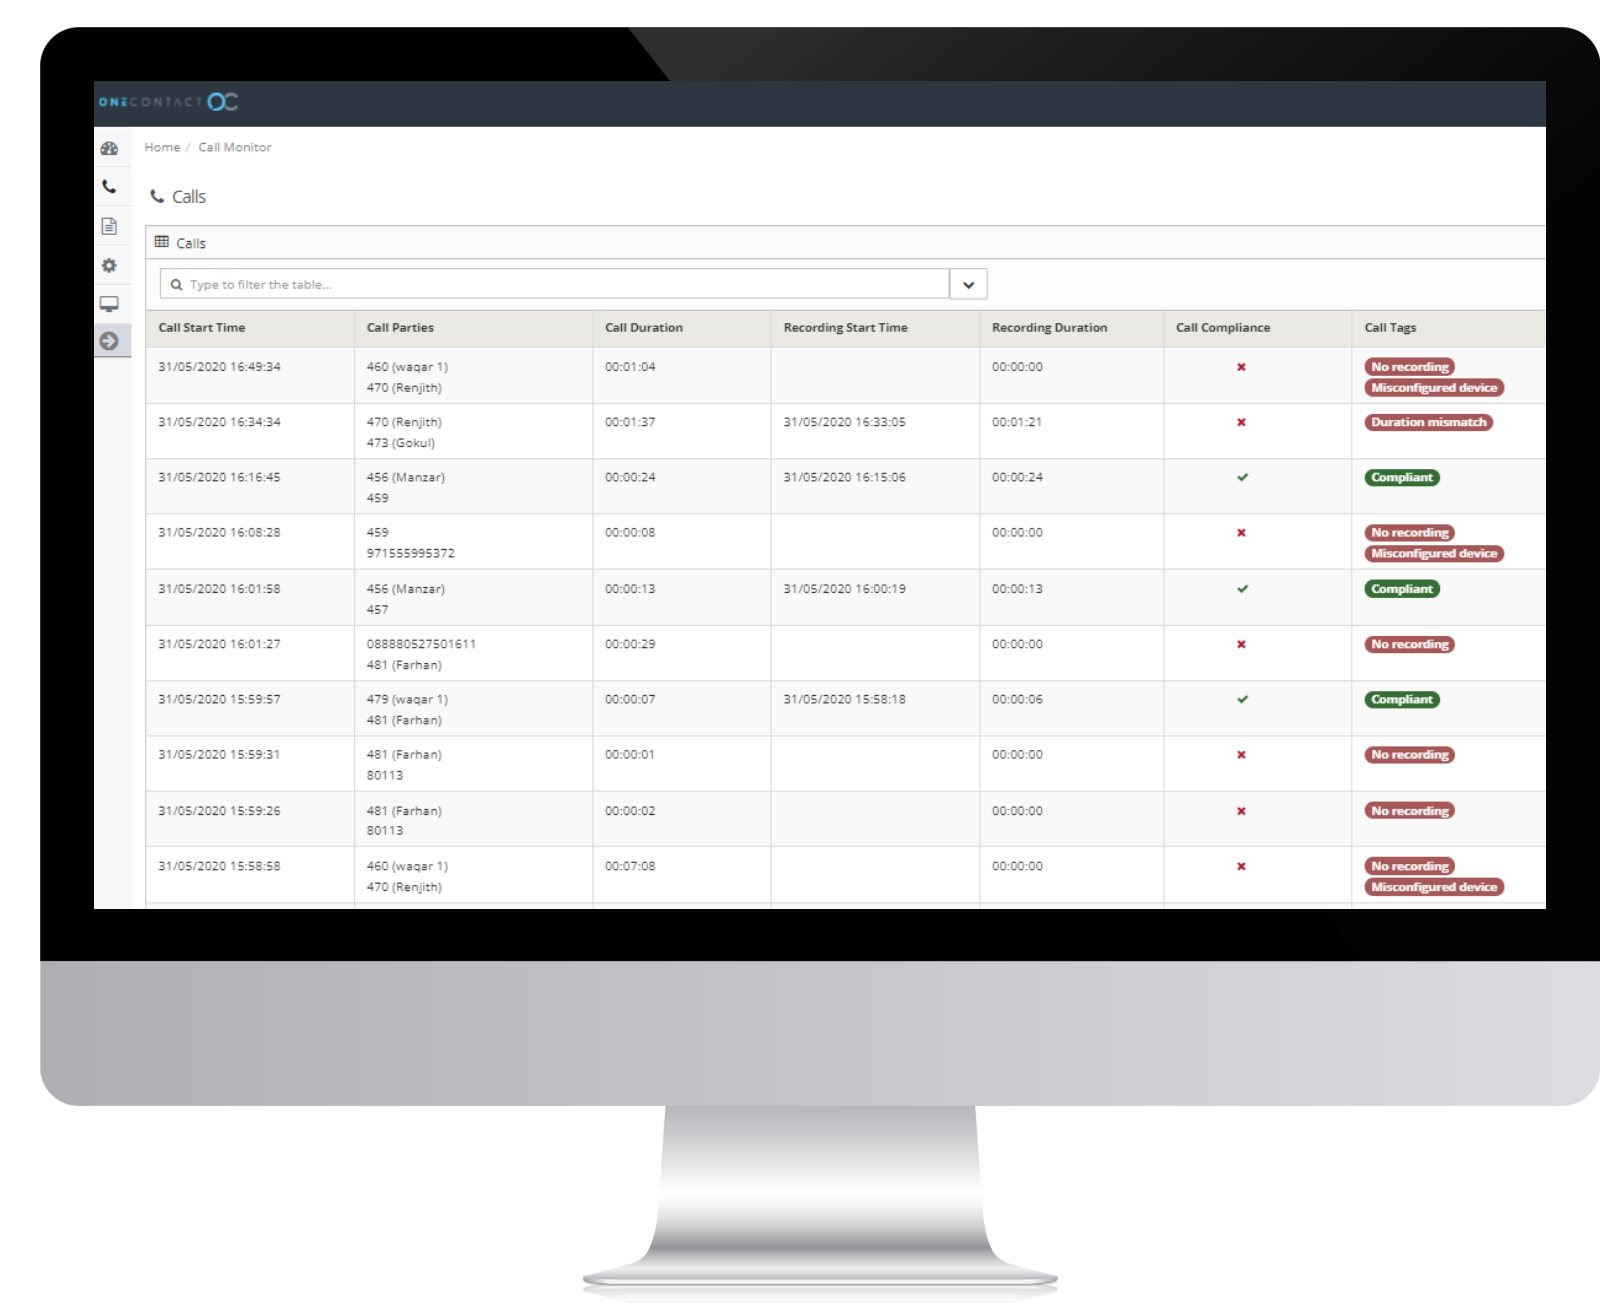 ONECONTACT OC
Home / Call Monitor
Calls
Calls
Type to filter the table...
Call Start Time Call Parties Call Duration Recording Start Time Recording Duration Call Compliance Call Tags
31/05/2020 16:49:34 460 (waqar 1) 00:01:04 00:00:00 No recording
470 (Renjith) Misconfigured device
31/05/2020 16:34:34 470 (Renjith) 00:01:37 31/05/2020 16:33:05 00:01:21 Duration mismatch
473 (Gokul)
31/05/2020 16:16:45 456 (Manzar) 00:00:24 31/05/2020 16:15:06 00:00:24 Compliant
459
31/05/2020 16:08:28 459 00:00:08 00:00:00 No recording
971555995372 Misconfigured device
31/05/2020 16:01:58 456 (Manzar) 00:00:13 31/05/2020 16:00:19 00:00:13 Compliant
457
31/05/2020 16:01:27 088880527501611 00:00:29 00:00:00 No recording
481 (Farhan)
31/05/2020 15:59:57 479 (waqar 1) 00:00:07 31/05/2020 15:58:18 00:00:06 Compliant
481 (Farhan)
31/05/2020 15:59:31 481 (Farhan) 00:00:01 00:00:00 No recording
80113
31/05/2020 15:59:26 481 (Farhan) 00:00:02 00:00:00 No recording
80113
31/05/2020 15:58:58 460 (waqar 1) 00:07:08 00:00:00 No recording
470 (Renjith) Misconfigured device